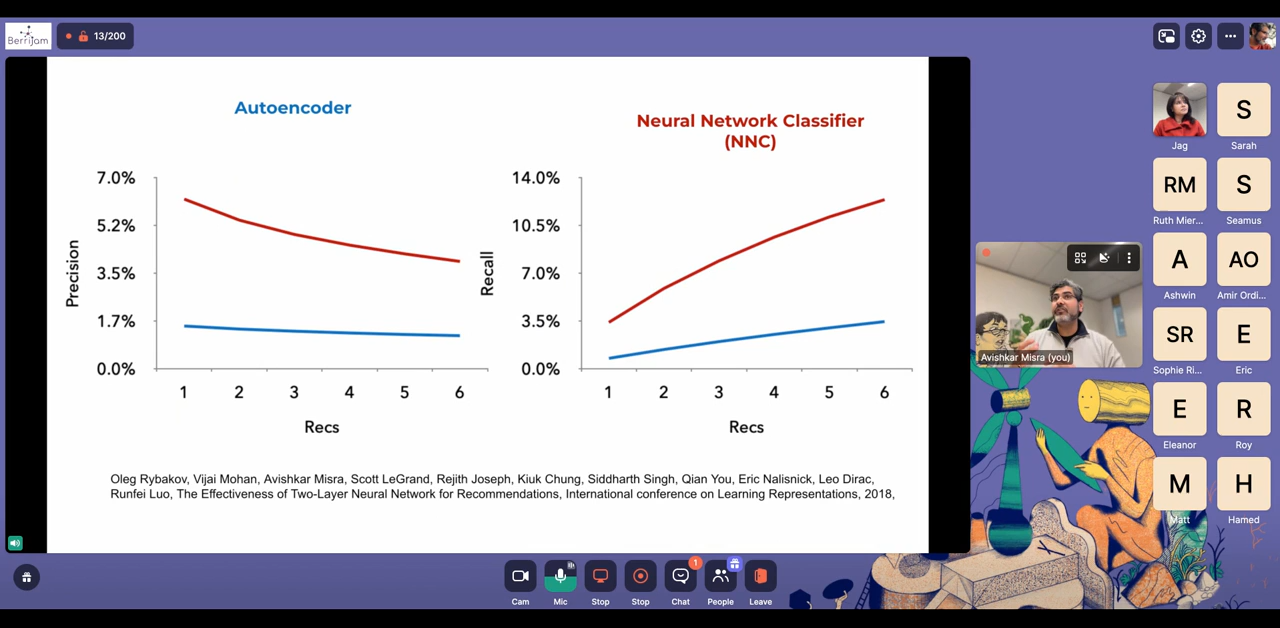 Berrijam
13/200
Autoencoder
Neural Network Classifier
(NNC)
7.0%
5.2%
3.5%
1.7%
0.0%
Precision
1 2 3 4 5 6
Recs
14.0%
10.5%
7.0%
3.5%
0.0%
Recall
1 2 3 4 5 6
Recs
Oleg Rybakov, Vijai Mohan, Avishkar Misra, Scott LeGrand, Rejith Joseph, Kiuk Chung, Siddharth Singh, Qian You, Eric Nalisnick, Leo Dirac,
Runfei Luo, The Effectiveness of Two-Layer Neural Network for Recommendations, International conference on Learning Representations, 2018,
Avishkar Misra (you)
Jag
S
Sarah
RM
Ruth Mier...
S
Seamus
A
Ashwin
AO
Amir Ordi...
SR
Sophie Ri...
E
Eric
E
Eleanor
R
Roy
M
Matt
H
Hamed
Cam
Mic
Stop
Stop
1
Chat
People
Leave